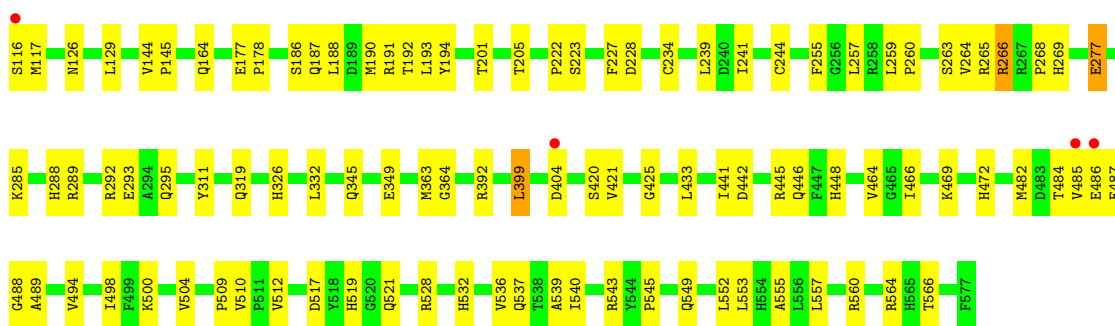 S116 M117 N126 L129 V144 P145 Q164 E177 P178 S186 Q187 L188 D189 M190 R191 T192 L193 Y194 T201 T205 P222 S223 F227 D228 C234 L239 D240 I241 C244 F255 G256 L257 R258 L259 P260 S263 V264 R265 R266 R267 P268 H269 E277
K285 H288 R289 R292 E293 A294 Q295 Y311 Q319 H326 L332 Q345 E349 M363 G364 R392 L399 D404 S420 V421 G425 L433 I441 D442 R445 Q446 F447 H448 V464 G465 I466 K469 H472 M482 D483 T484 V485 E486
G488 A489 V494 I498 F499 K500 V504 P509 V510 P511 V512 D517 Y518 H519 G520 Q521 R528 H532 V536 Q537 T538 A539 I540 R543 Y544 P545 Q549 L552 L553 H554 A555 L556 L557 R560 R564 H565 T566 F577